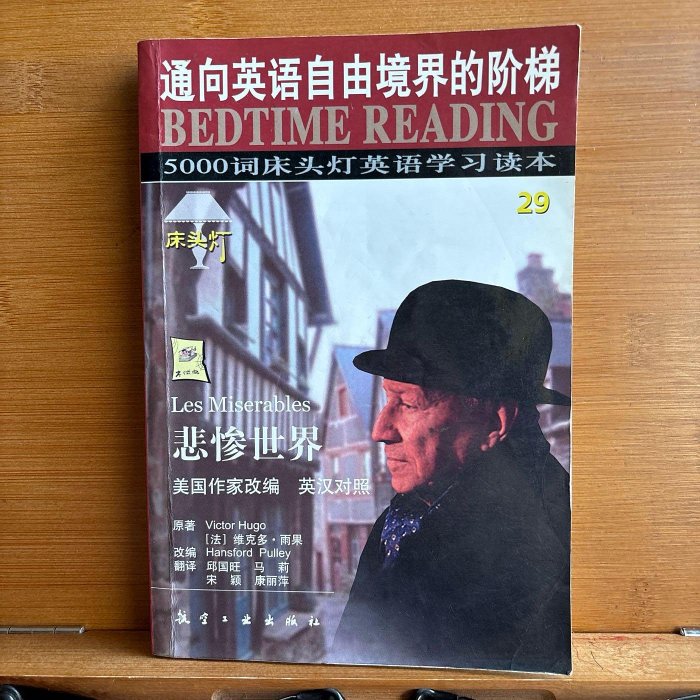 通向英语自由境界的阶梯
BEDTIME READING
5000词床头灯英语学习读本
29
床头灯
Les Miserables
悲惨世界
美国作家改编 英汉对照
原著 Victor Hugo
[法] 维克多·雨果
改编 Hansford Pulley
翻译 邱国旺 马莉
宋颖 康丽萍
航空工业出版社